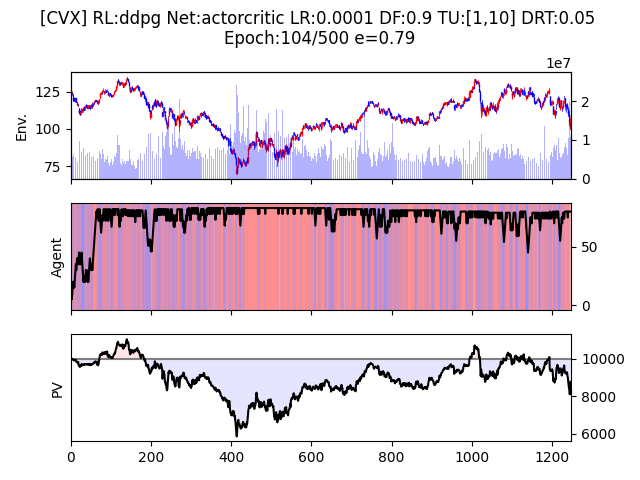 [CVX] RL:ddpg Net:actorcritic LR:0.0001 DF:0.9 TU:[1,10] DRT:0.05
Epoch:104/500 e=0.79
1e7
Env.
125
100
75
2
1
0
Agent
50
0
PV
10000
8000
6000
0 200 400 600 800 1000 1200